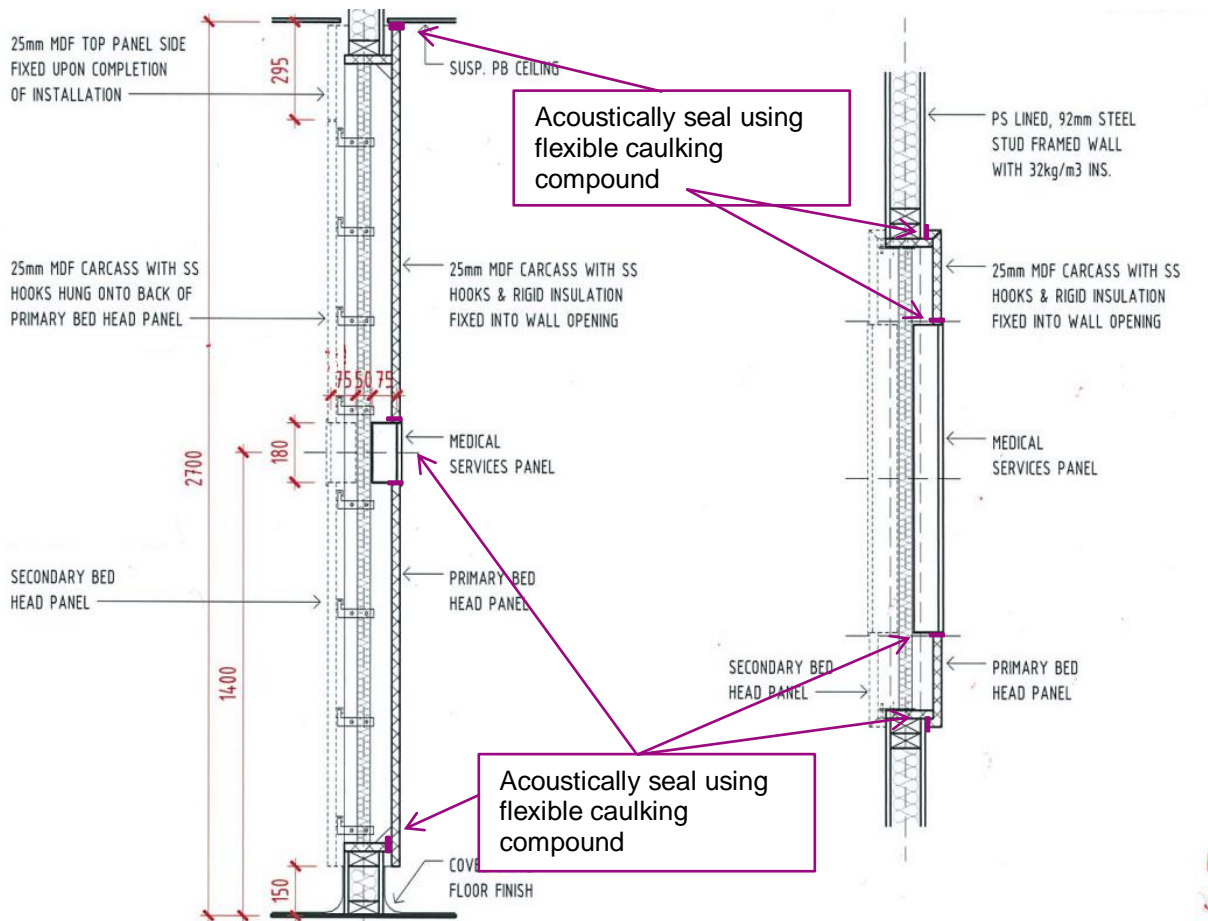 25mm MDF TOP PANEL SIDE
FIXED UPON COMPLETION
OF INSTALLATION
295
SUSP. PB CEILING
Acoustically seal using
flexible caulking
compound
PS LINED, 92mm STEEL
STUD FRAMED WALL
WITH 32kg/m3 INS.
25mm MDF CARCASS WITH SS
HOOKS HUNG ONTO BACK OF
PRIMARY BED HEAD PANEL
25mm MDF CARCASS WITH SS
HOOKS & RIGID INSULATION
FIXED INTO WALL OPENING
25mm MDF CARCASS WITH SS
HOOKS & RIGID INSULATION
FIXED INTO WALL OPENING
75 50 75
2700
180
MEDICAL
SERVICES PANEL
MEDICAL
SERVICES PANEL
SECONDARY BED
HEAD PANEL
PRIMARY BED
HEAD PANEL
1400
SECONDARY BED
HEAD PANEL
PRIMARY BED
HEAD PANEL
Acoustically seal using
flexible caulking
compound
150
FLOOR FINISH